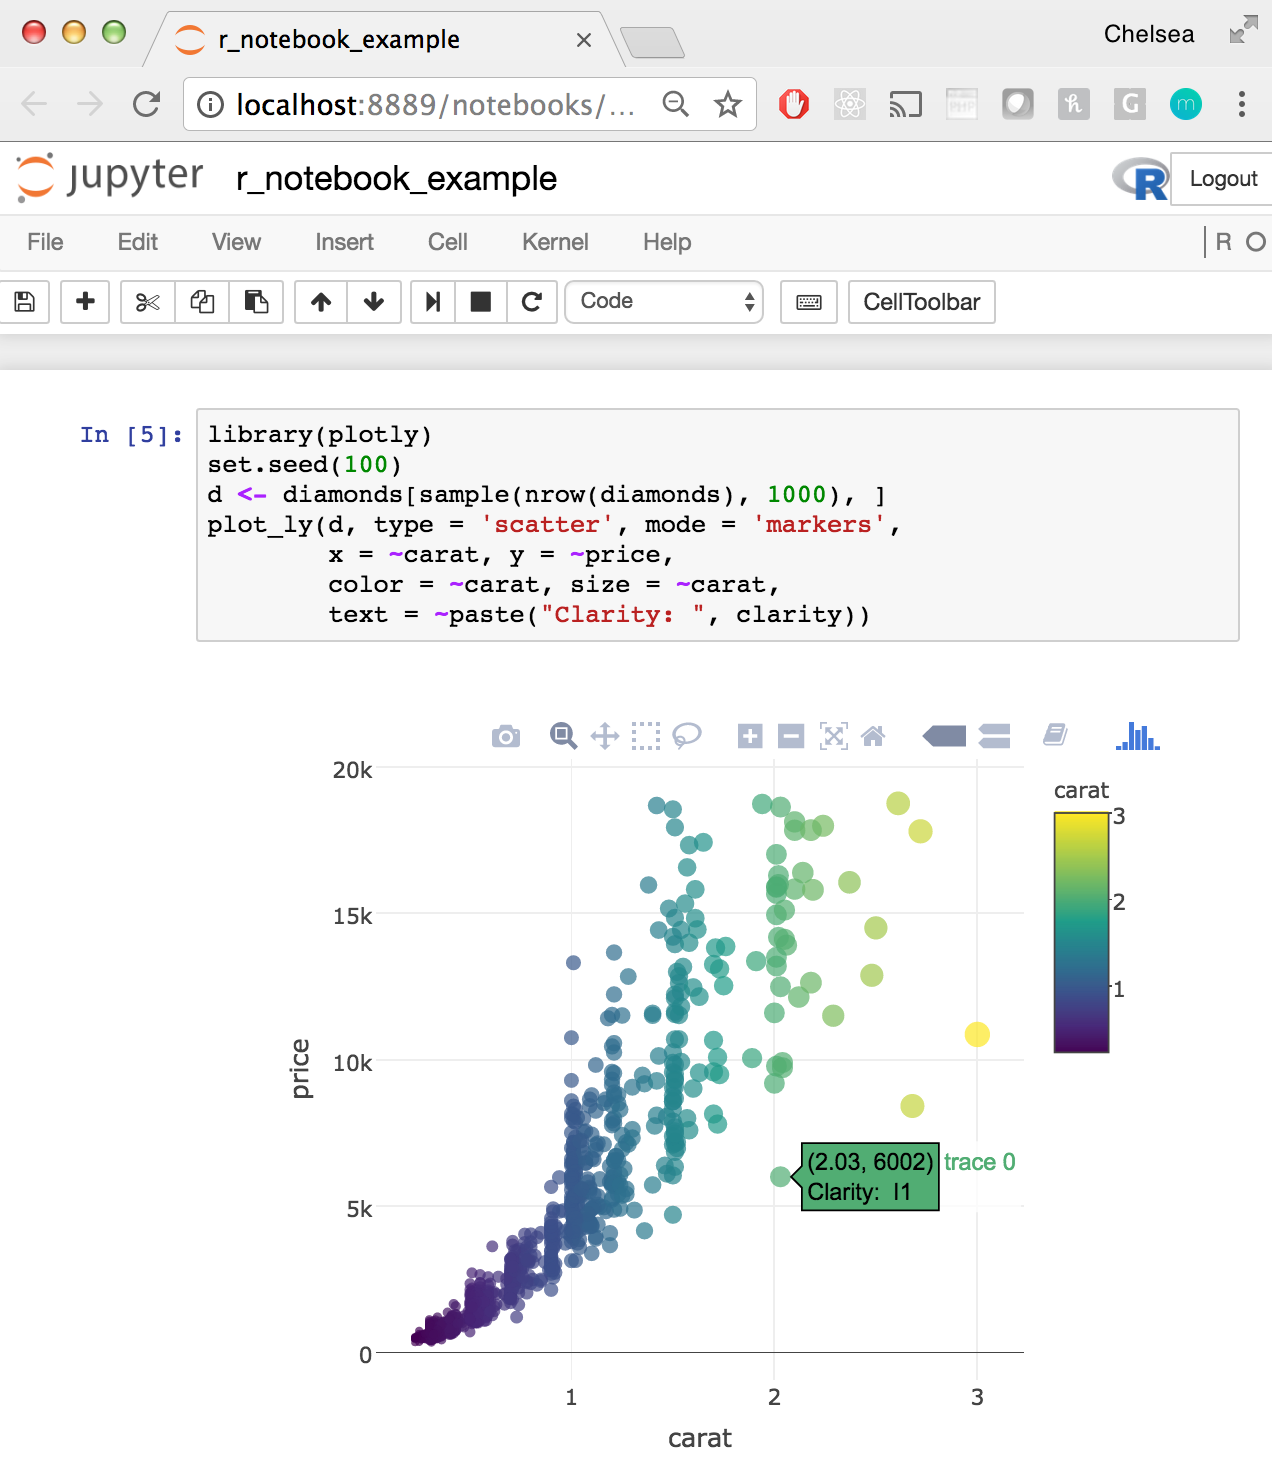 r_notebook_example
Chelsea
localhost:8889/notebooks/...
jupyter r_notebook_example
R Logout
File Edit View Insert Cell Kernel Help
R
Code CellToolbar
In [5]:
library(plotly)
set.seed(100)
d <- diamonds[sample(nrow(diamonds), 1000), ]
plot_ly(d, type = 'scatter', mode = 'markers',
x = ~carat, y = ~price,
color = ~carat, size = ~carat,
text = ~paste("Clarity: ", clarity))
20k
15k
10k
5k
0
price
1 2 3
carat
carat
3
2
1
(2.03, 6002) trace 0
Clarity: I1